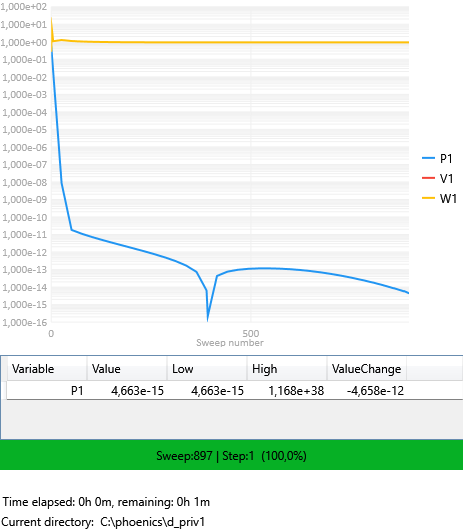 1,000e+02
1,000e+01
1,000e+00
1,000e-01
1,000e-02
1,000e-03
1,000e-04
1,000e-05
1,000e-06
1,000e-07
1,000e-08
1,000e-09
1,000e-10
1,000e-11
1,000e-12
1,000e-13
1,000e-14
1,000e-15
1,000e-16
0 500
Sweep number
P1
V1
W1
Variable Value Low High ValueChange
P1 4,663e-15 4,663e-15 1,168e+38 -4,658e-12
Sweep:897 | Step:1 (100,0%)
Time elapsed: 0h 0m, remaining: 0h 1m
Current directory: C:\phoenics\d_priv1